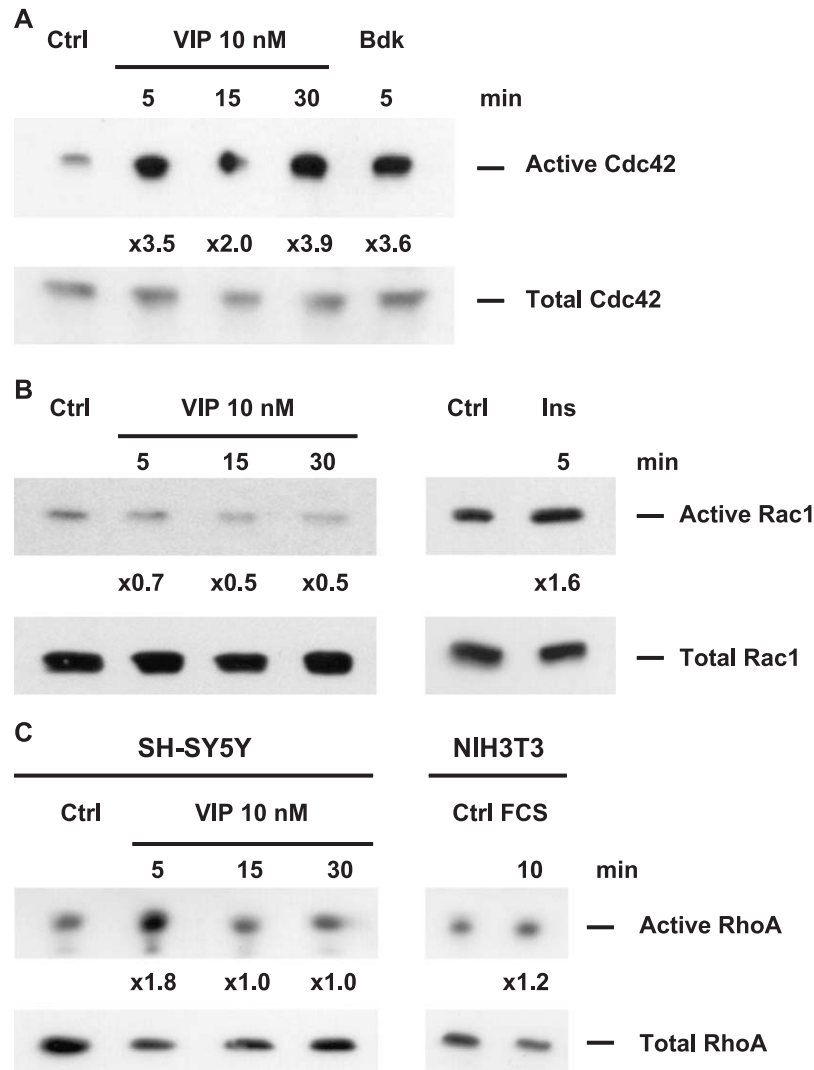 A
Ctrl VIP 10 nM Bdk
5 15 30 5 min
Active Cdc42
x3.5 x2.0 x3.9 x3.6
Total Cdc42
B
Ctrl VIP 10 nM Ctrl Ins
5 15 30 5 min
Active Rac1
x0.7 x0.5 x0.5 x1.6
Total Rac1
C
SH-SY5Y NIH3T3
Ctrl VIP 10 nM Ctrl FCS
5 15 30 10 min
Active RhoA
x1.8 x1.0 x1.0 x1.2
Total RhoA